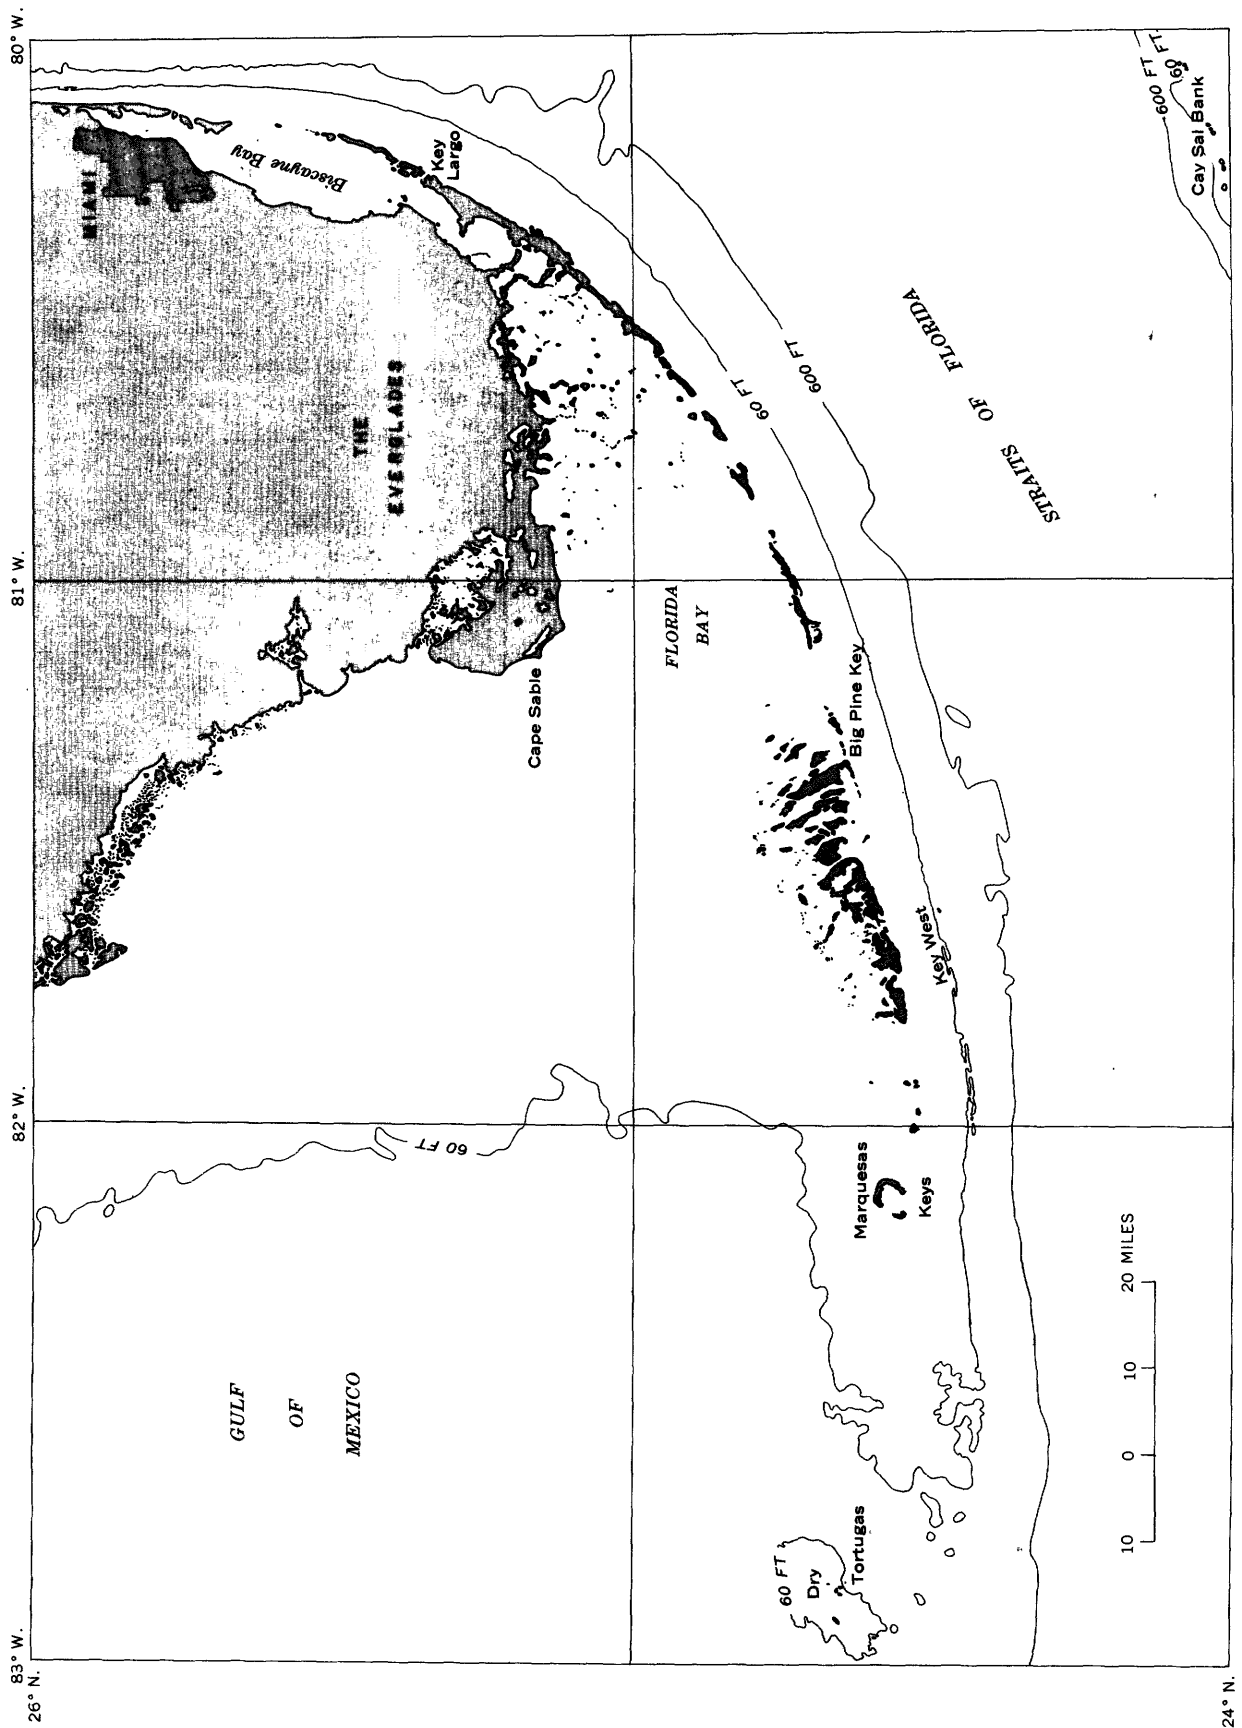 83° W.
82° W.
81° W.
80° W.
26° N.
24° N.
MIAMI
Biscayne Bay
THE
EVERGLADES
Key
Largo
Cape Sable
GULF
OF
MEXICO
60 FT
FLORIDA
BAY
60 FT
600 FT
STRAITS OF FLORIDA
Big Pine Key
Key West
Marquesas
Keys
60 FT
Dry
Tortugas
600 FT
60 FT
Cay Sal Bank
10 0 10 20 MILES